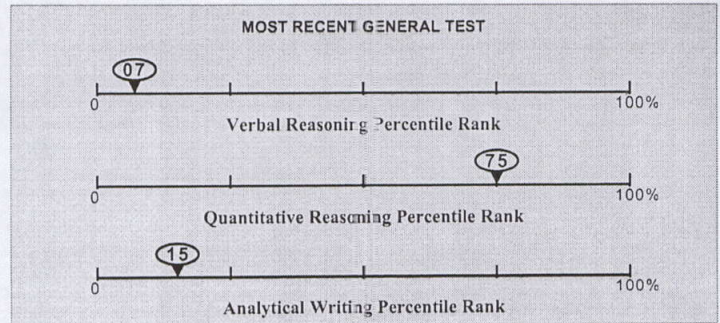 MOST RECENT GENERAL TEST
07
0 100%
Verbal Reasoning Percentile Rank
75
0 100%
Quantitative Reasoning Percentile Rank
15
0 100%
Analytical Writing Percentile Rank